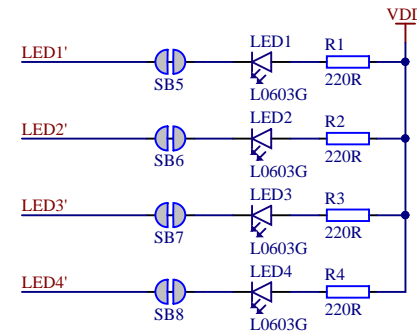 VDD
LED1'
SB5
LED1
L0603G
R1
220R
LED2'
SB6
LED2
L0603G
R2
220R
LED3'
SB7
LED3
L0603G
R3
220R
LED4'
SB8
LED4
L0603G
R4
220R